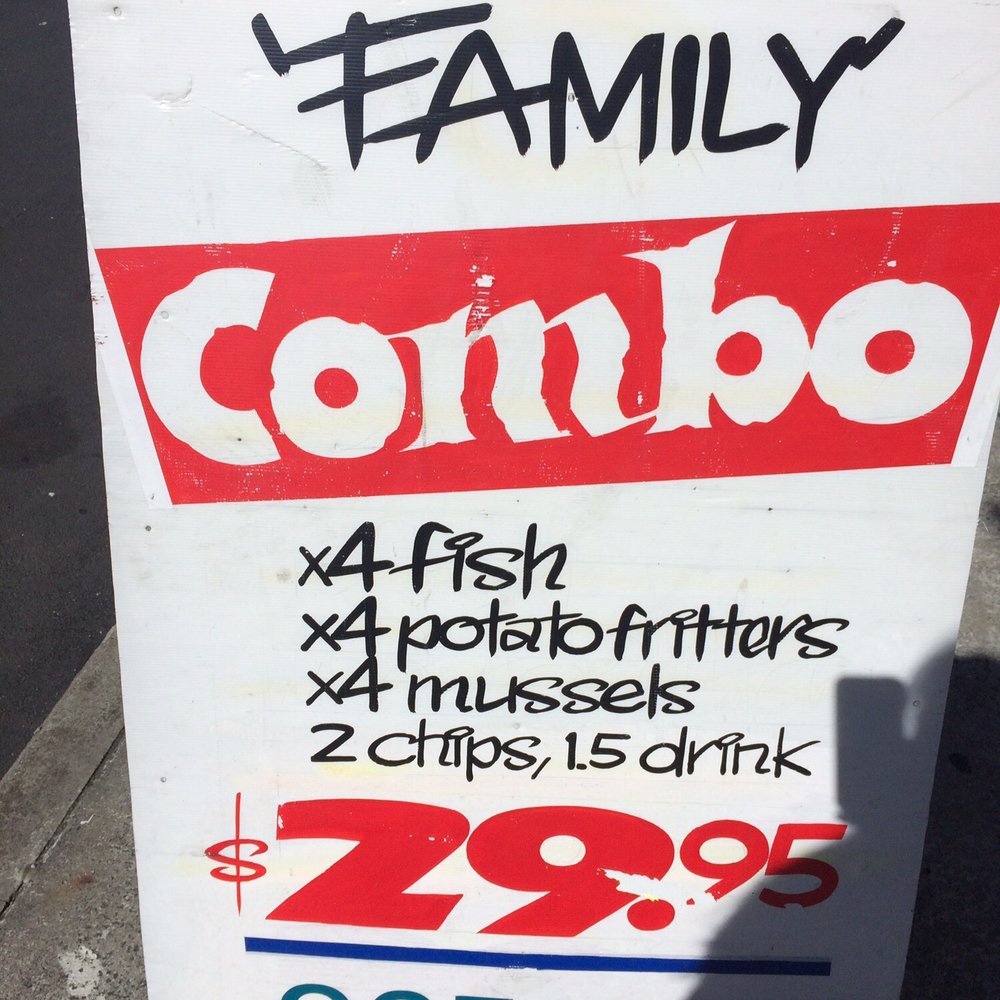 FAMILY
Combo
x4 fish
x4 potato fritters
x4 mussels
2 chips, 1.5 drink
$29.95